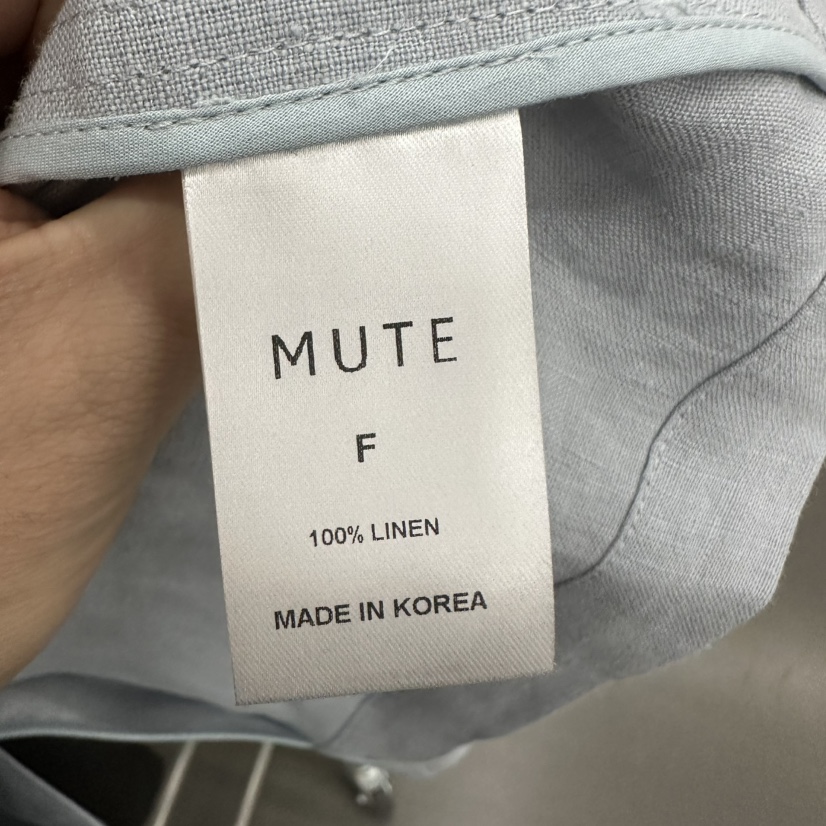 MUTE
F
100% LINEN
MADE IN KOREA